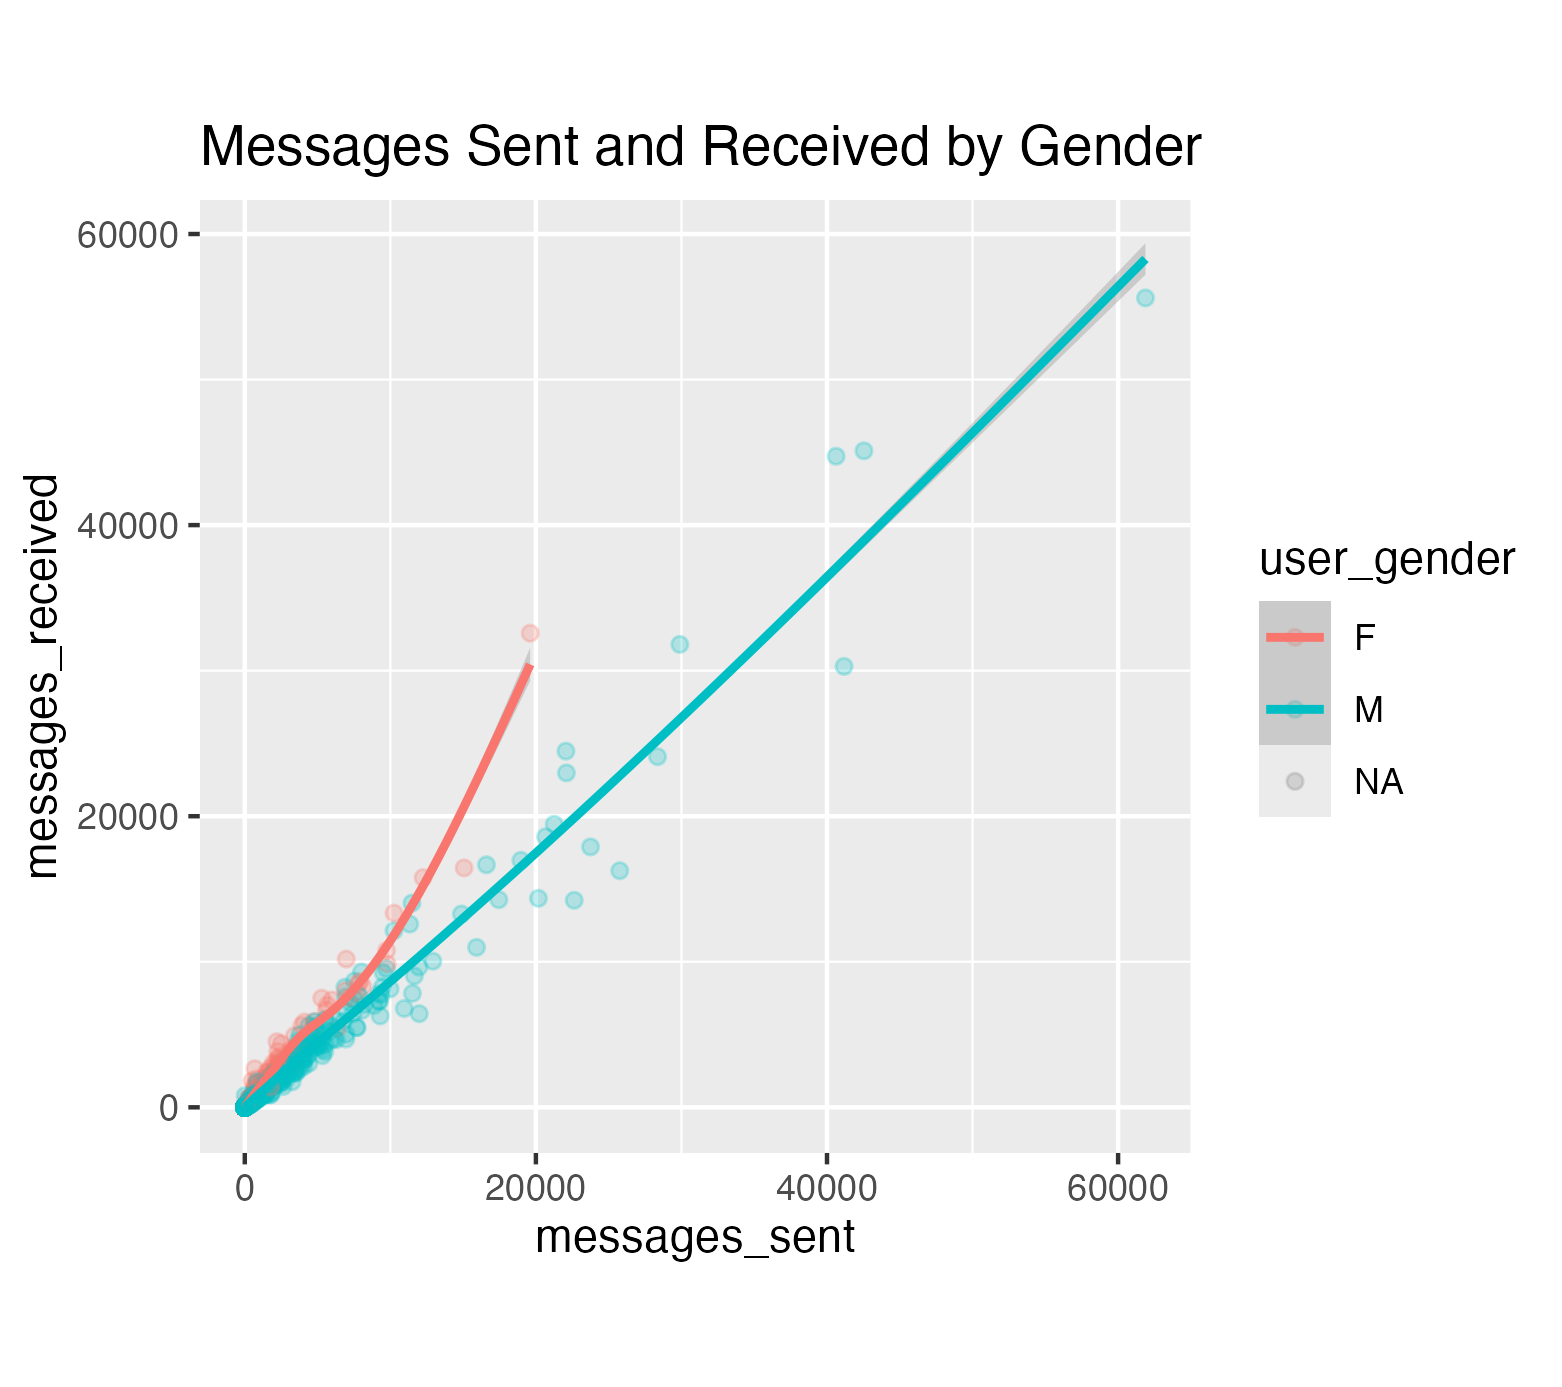 Messages Sent and Received by Gender
60000
40000
20000
0
messages_received
0 20000 40000 60000
messages_sent
user_gender
F
M
NA